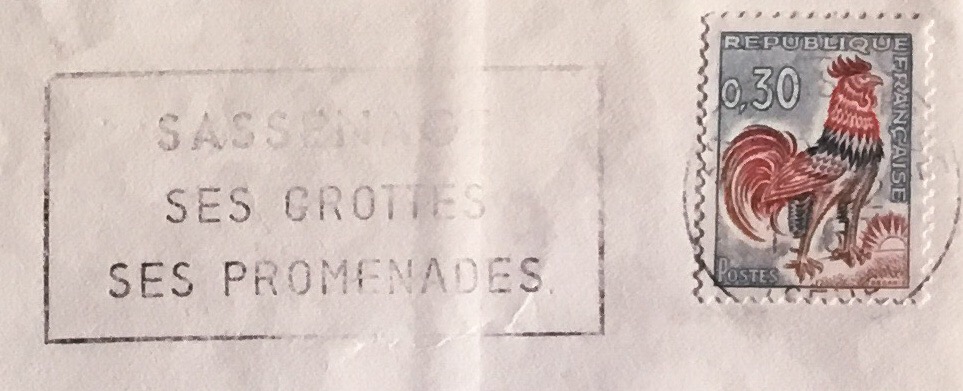 SASSENAGE
SES GROTTES
SES PROMENADES.
REPUBLIQUE
FRANÇAISE
0,30
POSTES